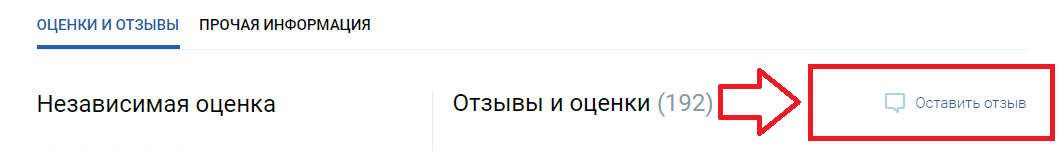 ОЦЕНКИ И ОТЗЫВЫ ПРОЧАЯ ИНФОРМАЦИЯ
Независимая оценка
Отзывы и оценки (192)
Оставить отзыв